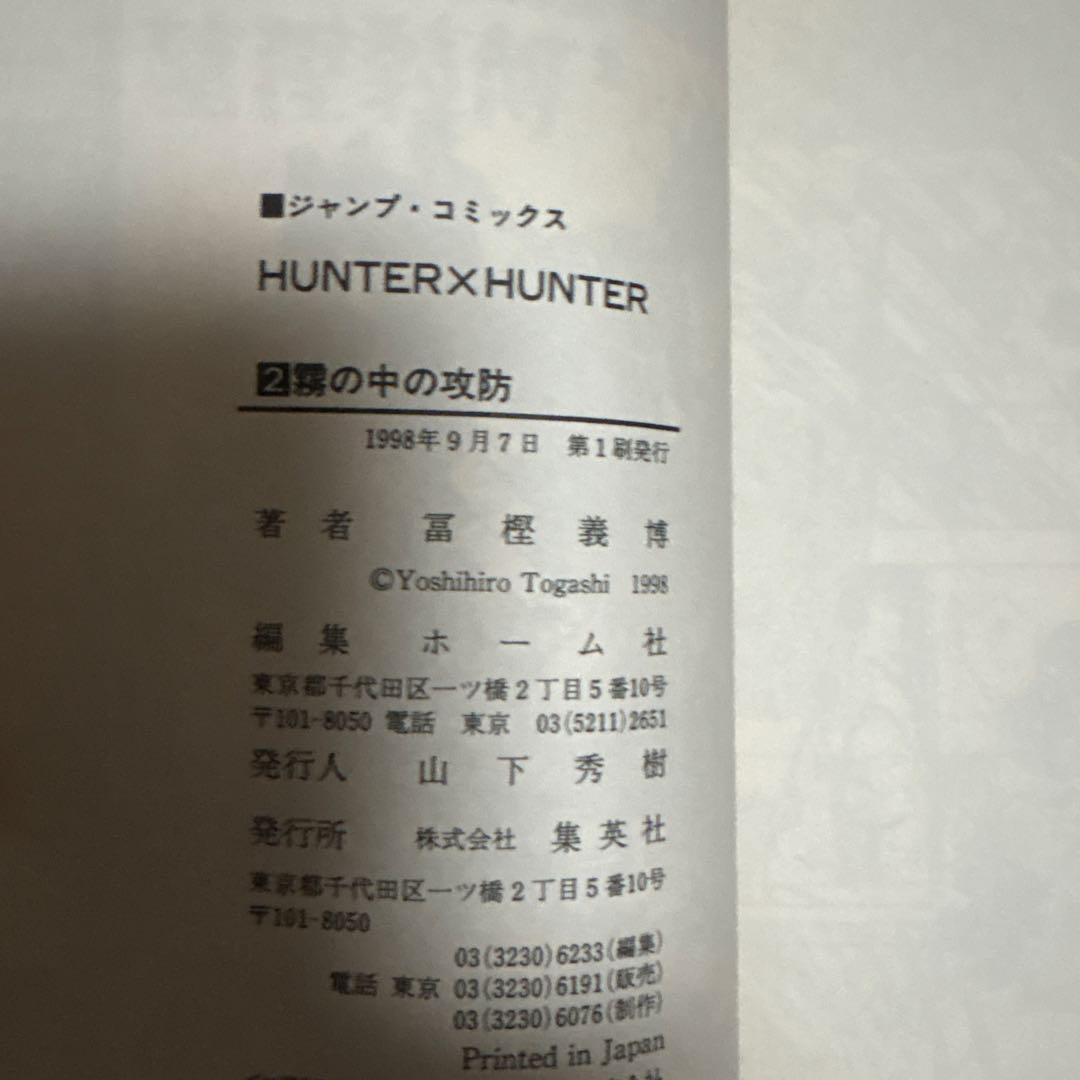 ■ジャンプ・コミックス
HUNTER×HUNTER
2霧の中の攻防
1998年9月7日 第1刷発行
著者 冨樫義博
©Yoshihiro Togashi 1998
編集 ホーム社
東京都千代田区一ツ橋2丁目5番10号
〒101-8050 電話 東京 03(5211)2651
発行人 山下秀樹
発行所 株式会社 集英社
東京都千代田区一ツ橋2丁目5番10号
〒101-8050
03(3230)6233(編集)
電話 東京 03(3230)6191(販売)
03(3230)6076(制作)
Printed in Japan